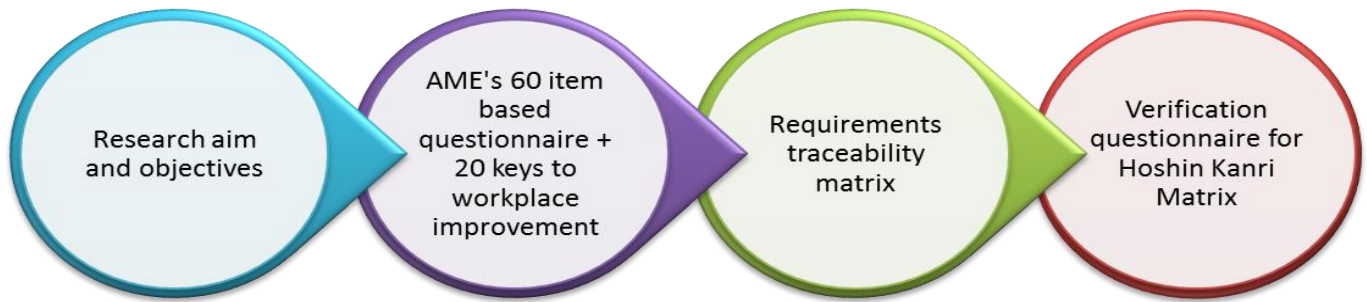 Research aim
and objectives
AME's 60 item
based
questionnaire +
20 keys to
workplace
improvement
Requirements
traceability
matrix
Verification
questionnaire for
Hoshin Kanri
Matrix